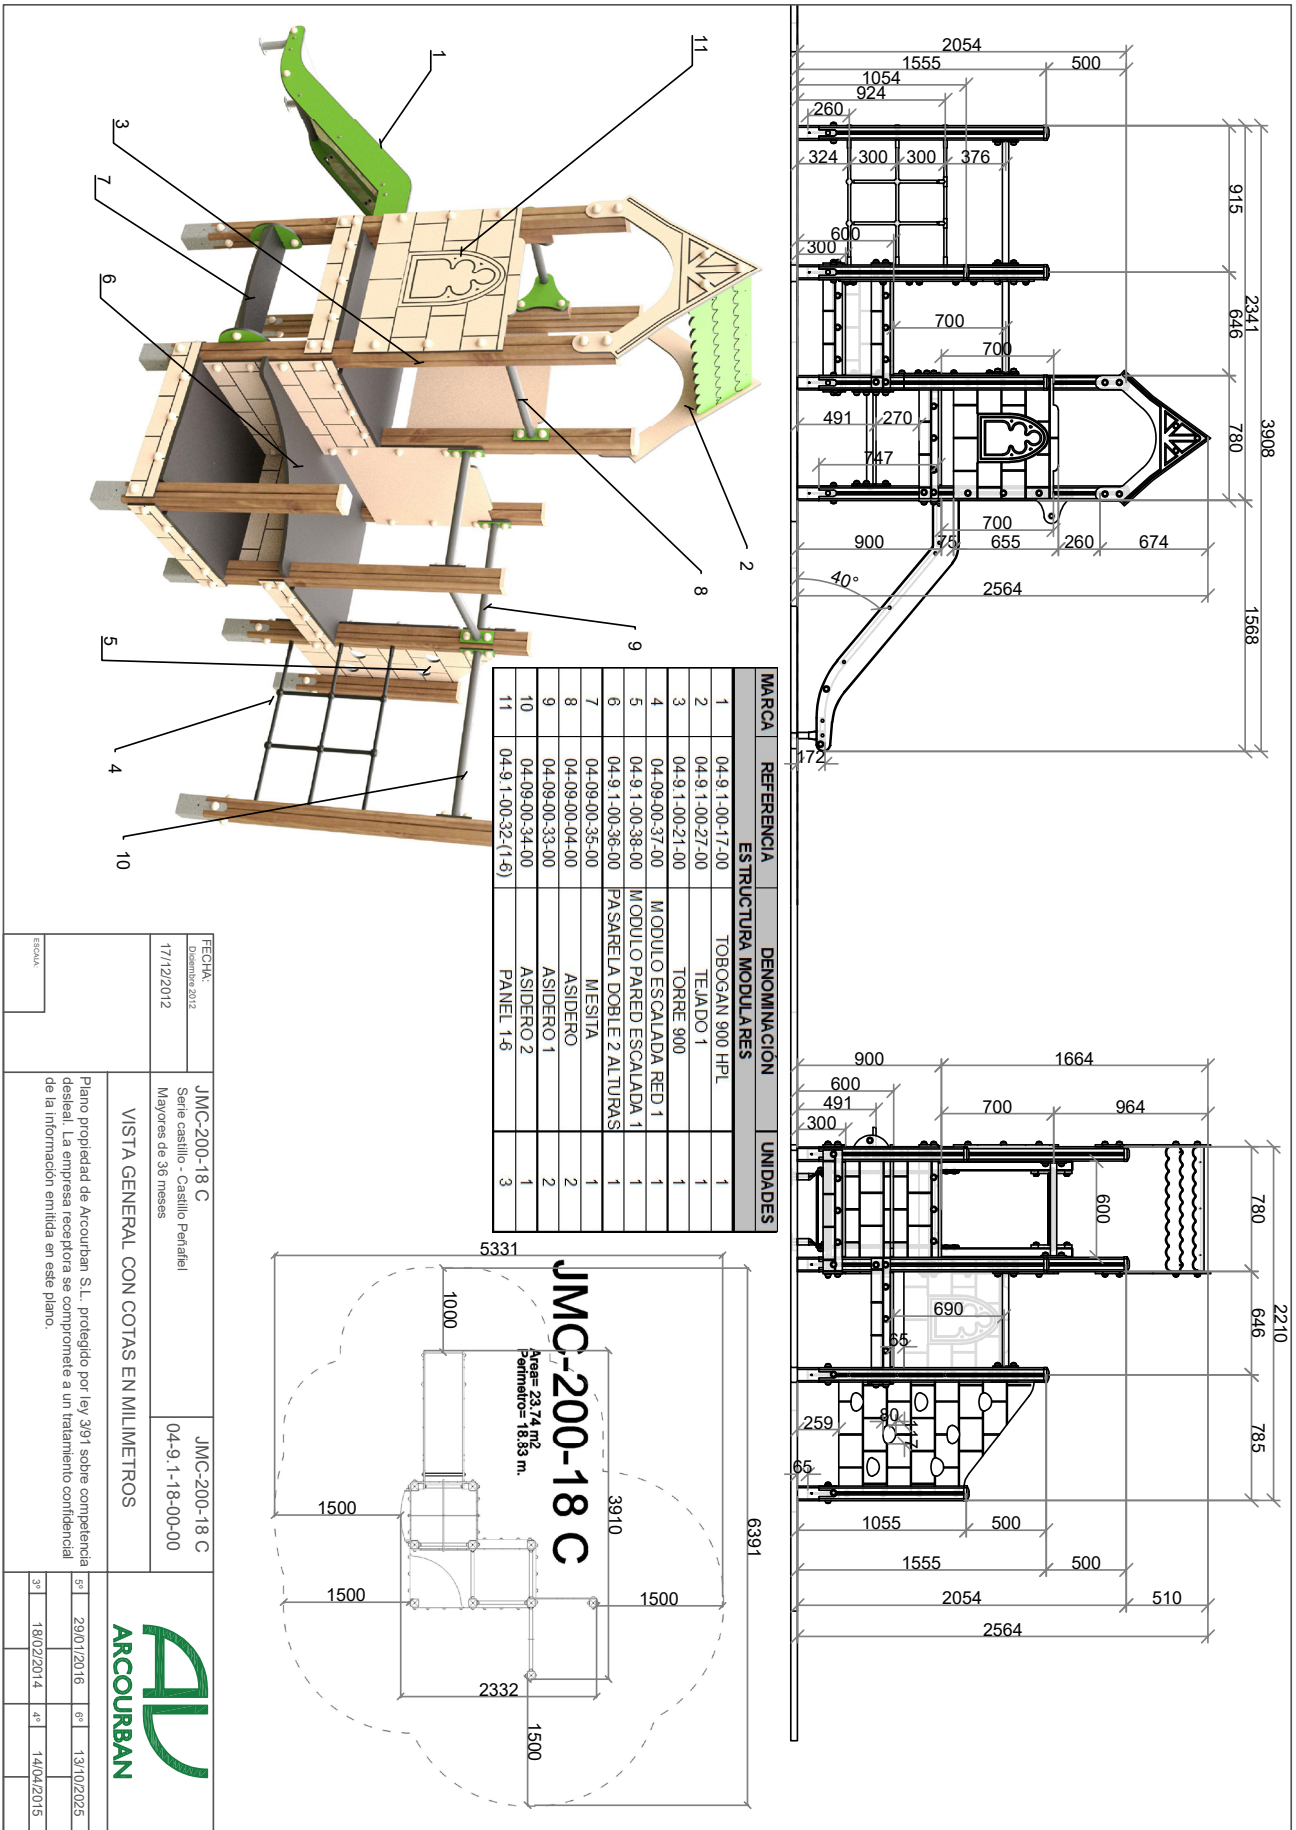 2054
1555
500
1054
924
260
324
300
300
376
600
300
915
646
2341
3908
780
1568
700
700
491
270
747
700
900
75
655
260
674
2564
40°
172
900
1664
600
491
700
964
300
600
780
646
2210
785
690
65
259
80
117
65
1055
500
1555
500
2054
510
2564
1
2
3
4
5
6
7
8
9
10
11
MARCA REFERENCIA DENOMINACIÓN UNIDADES
ESTRUCTURA MODULARES
1 04-9.1-00-17-00 TOBOGAN 900 HPL 1
2 04-9.1-00-27-00 TEJADO 1 1
3 04-9.1-00-21-00 TORRE 900 1
4 04-09-00-37-00 MODULO ESCALADA RED 1 1
5 04-9.1-00-38-00 MODULO PARED ESCALADA 1 1
6 04-9.1-00-36-00 PASARELA DOBLE 2 ALTURAS 1
7 04-09-00-35-00 MESITA 1
8 04-09-00-04-00 ASIDERO 2
9 04-09-00-33-00 ASIDERO 1 2
10 04-09-00-34-00 ASIDERO 2 1
11 04-9.1-00-32-(1-6) PANEL 1-6 3
JMC-200-18 C
Area= 23.74 m2
Perimetro= 18.83 m.
5331
1000
6391
3910
1500
1500
1500
2332
1500
FECHA:
Diciembre 2012
17/12/2012
ESCALA:
JMC-200-18 C
Serie castillo - Castillo Peñafiel
Mayores de 36 meses
JMC-200-18 C
04-9.1-18-00-00
VISTA GENERAL CON COTAS EN MILIMETROS
Plano propiedad de Arcourban S.L. protegido por ley 3/91 sobre competencia
desleal. La empresa receptora se compromete a un tratamiento confidencial
de la información emitida en este plano.
ARCOURBAN
5º 29/01/2016 6º 13/10/2025
3º 18/02/2014 4º 14/04/2015